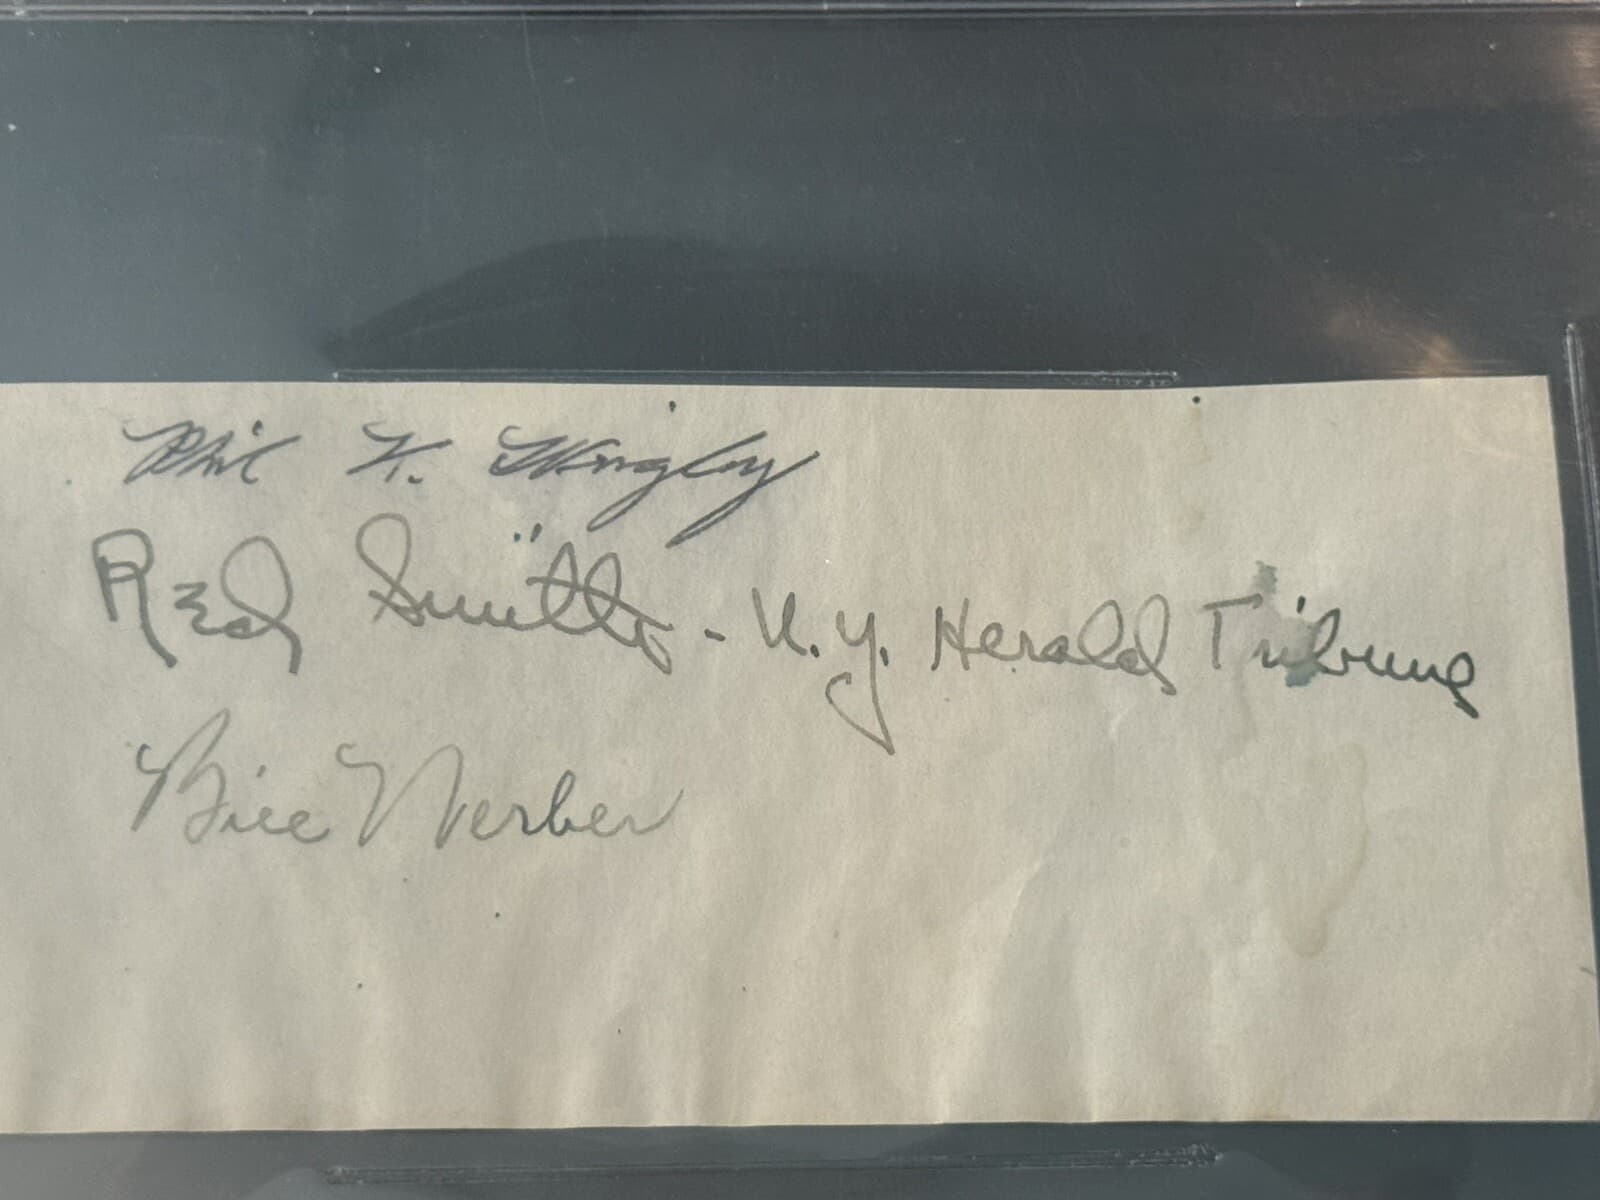 Phil K. Wrigley
Red Smith - N.Y. Herald Tribune
Bill Werber